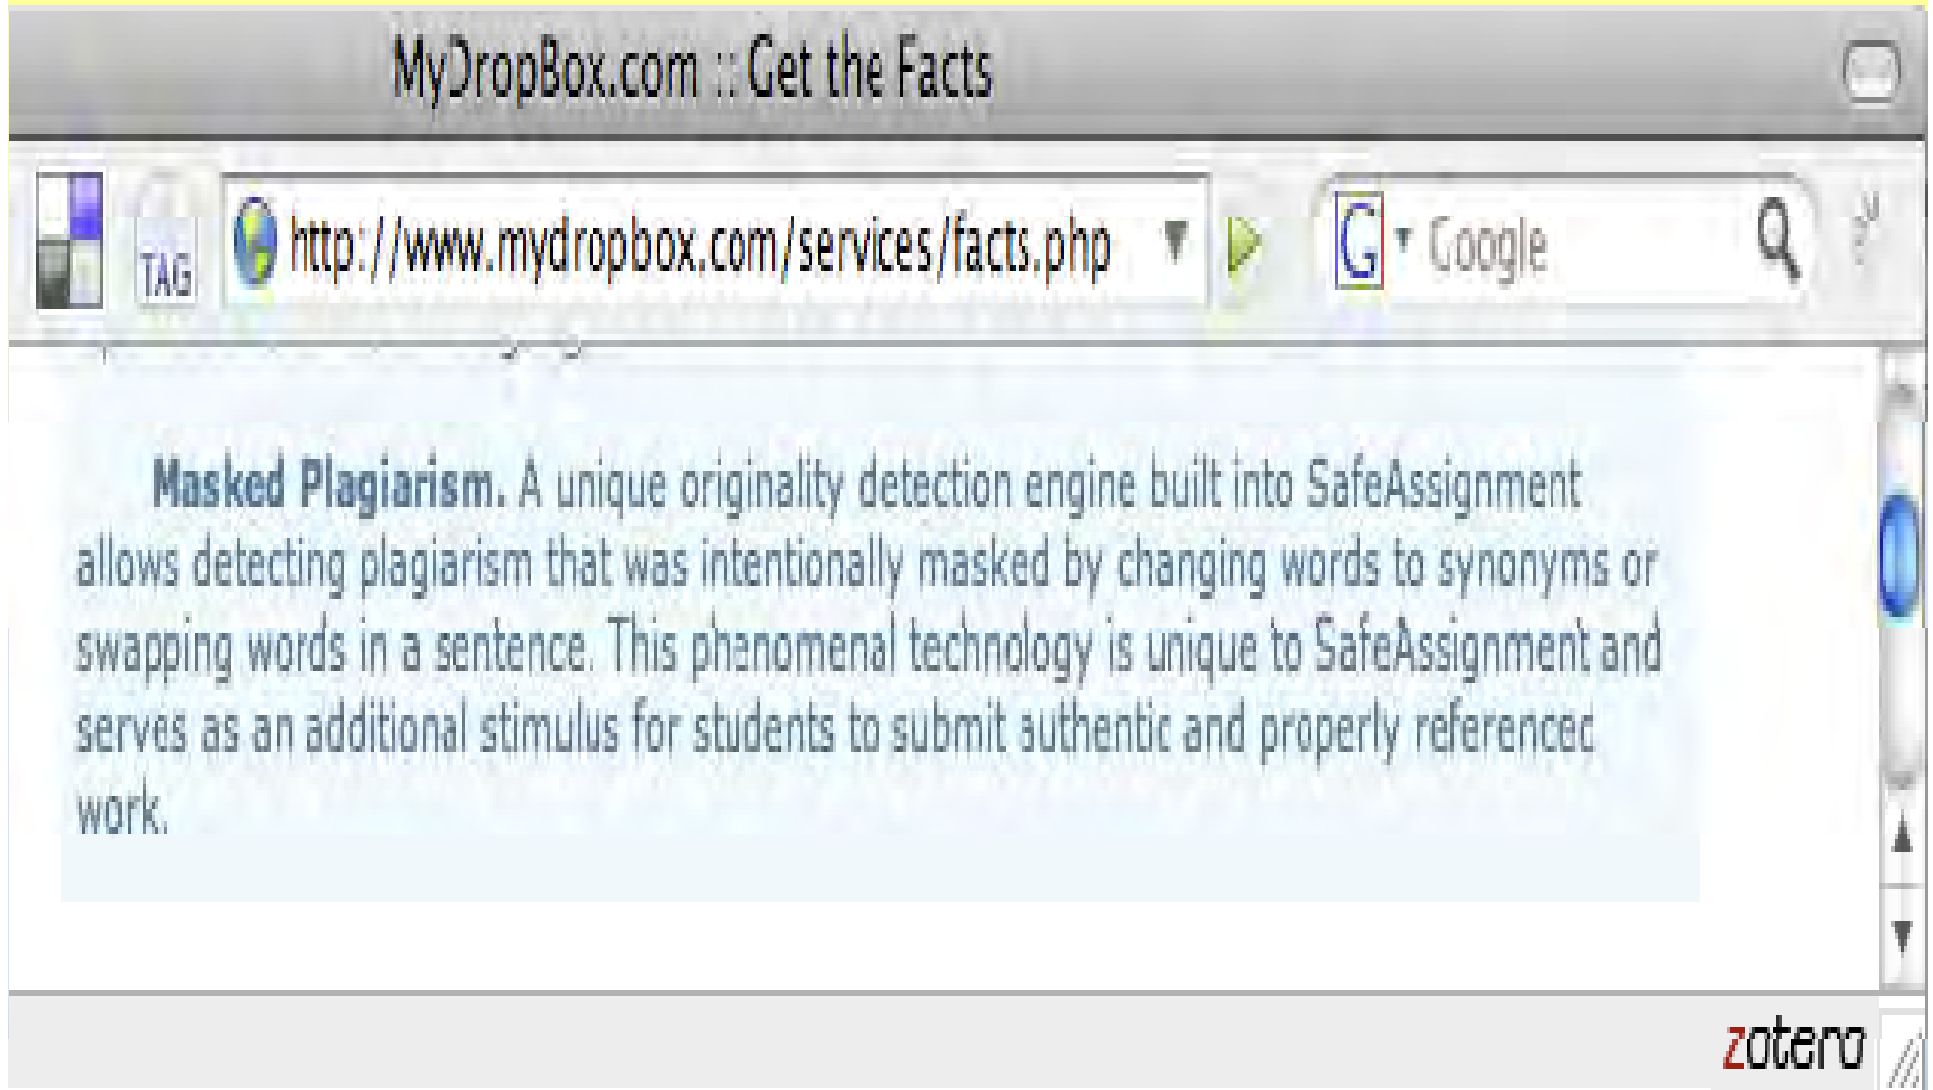 MyDropBox.com :: Get the Facts
TAG http://www.mydropbox.com/services/facts.php G Google
Masked Plagiarism. A unique originality detection engine built into SafeAssignment
allows detecting plagiarism that was intentionally masked by changing words to synonyms or
swapping words in a sentence. This phenomenal technology is unique to SafeAssignment and
serves as an additional stimulus for students to submit authentic and properly referenced
work.
zotero